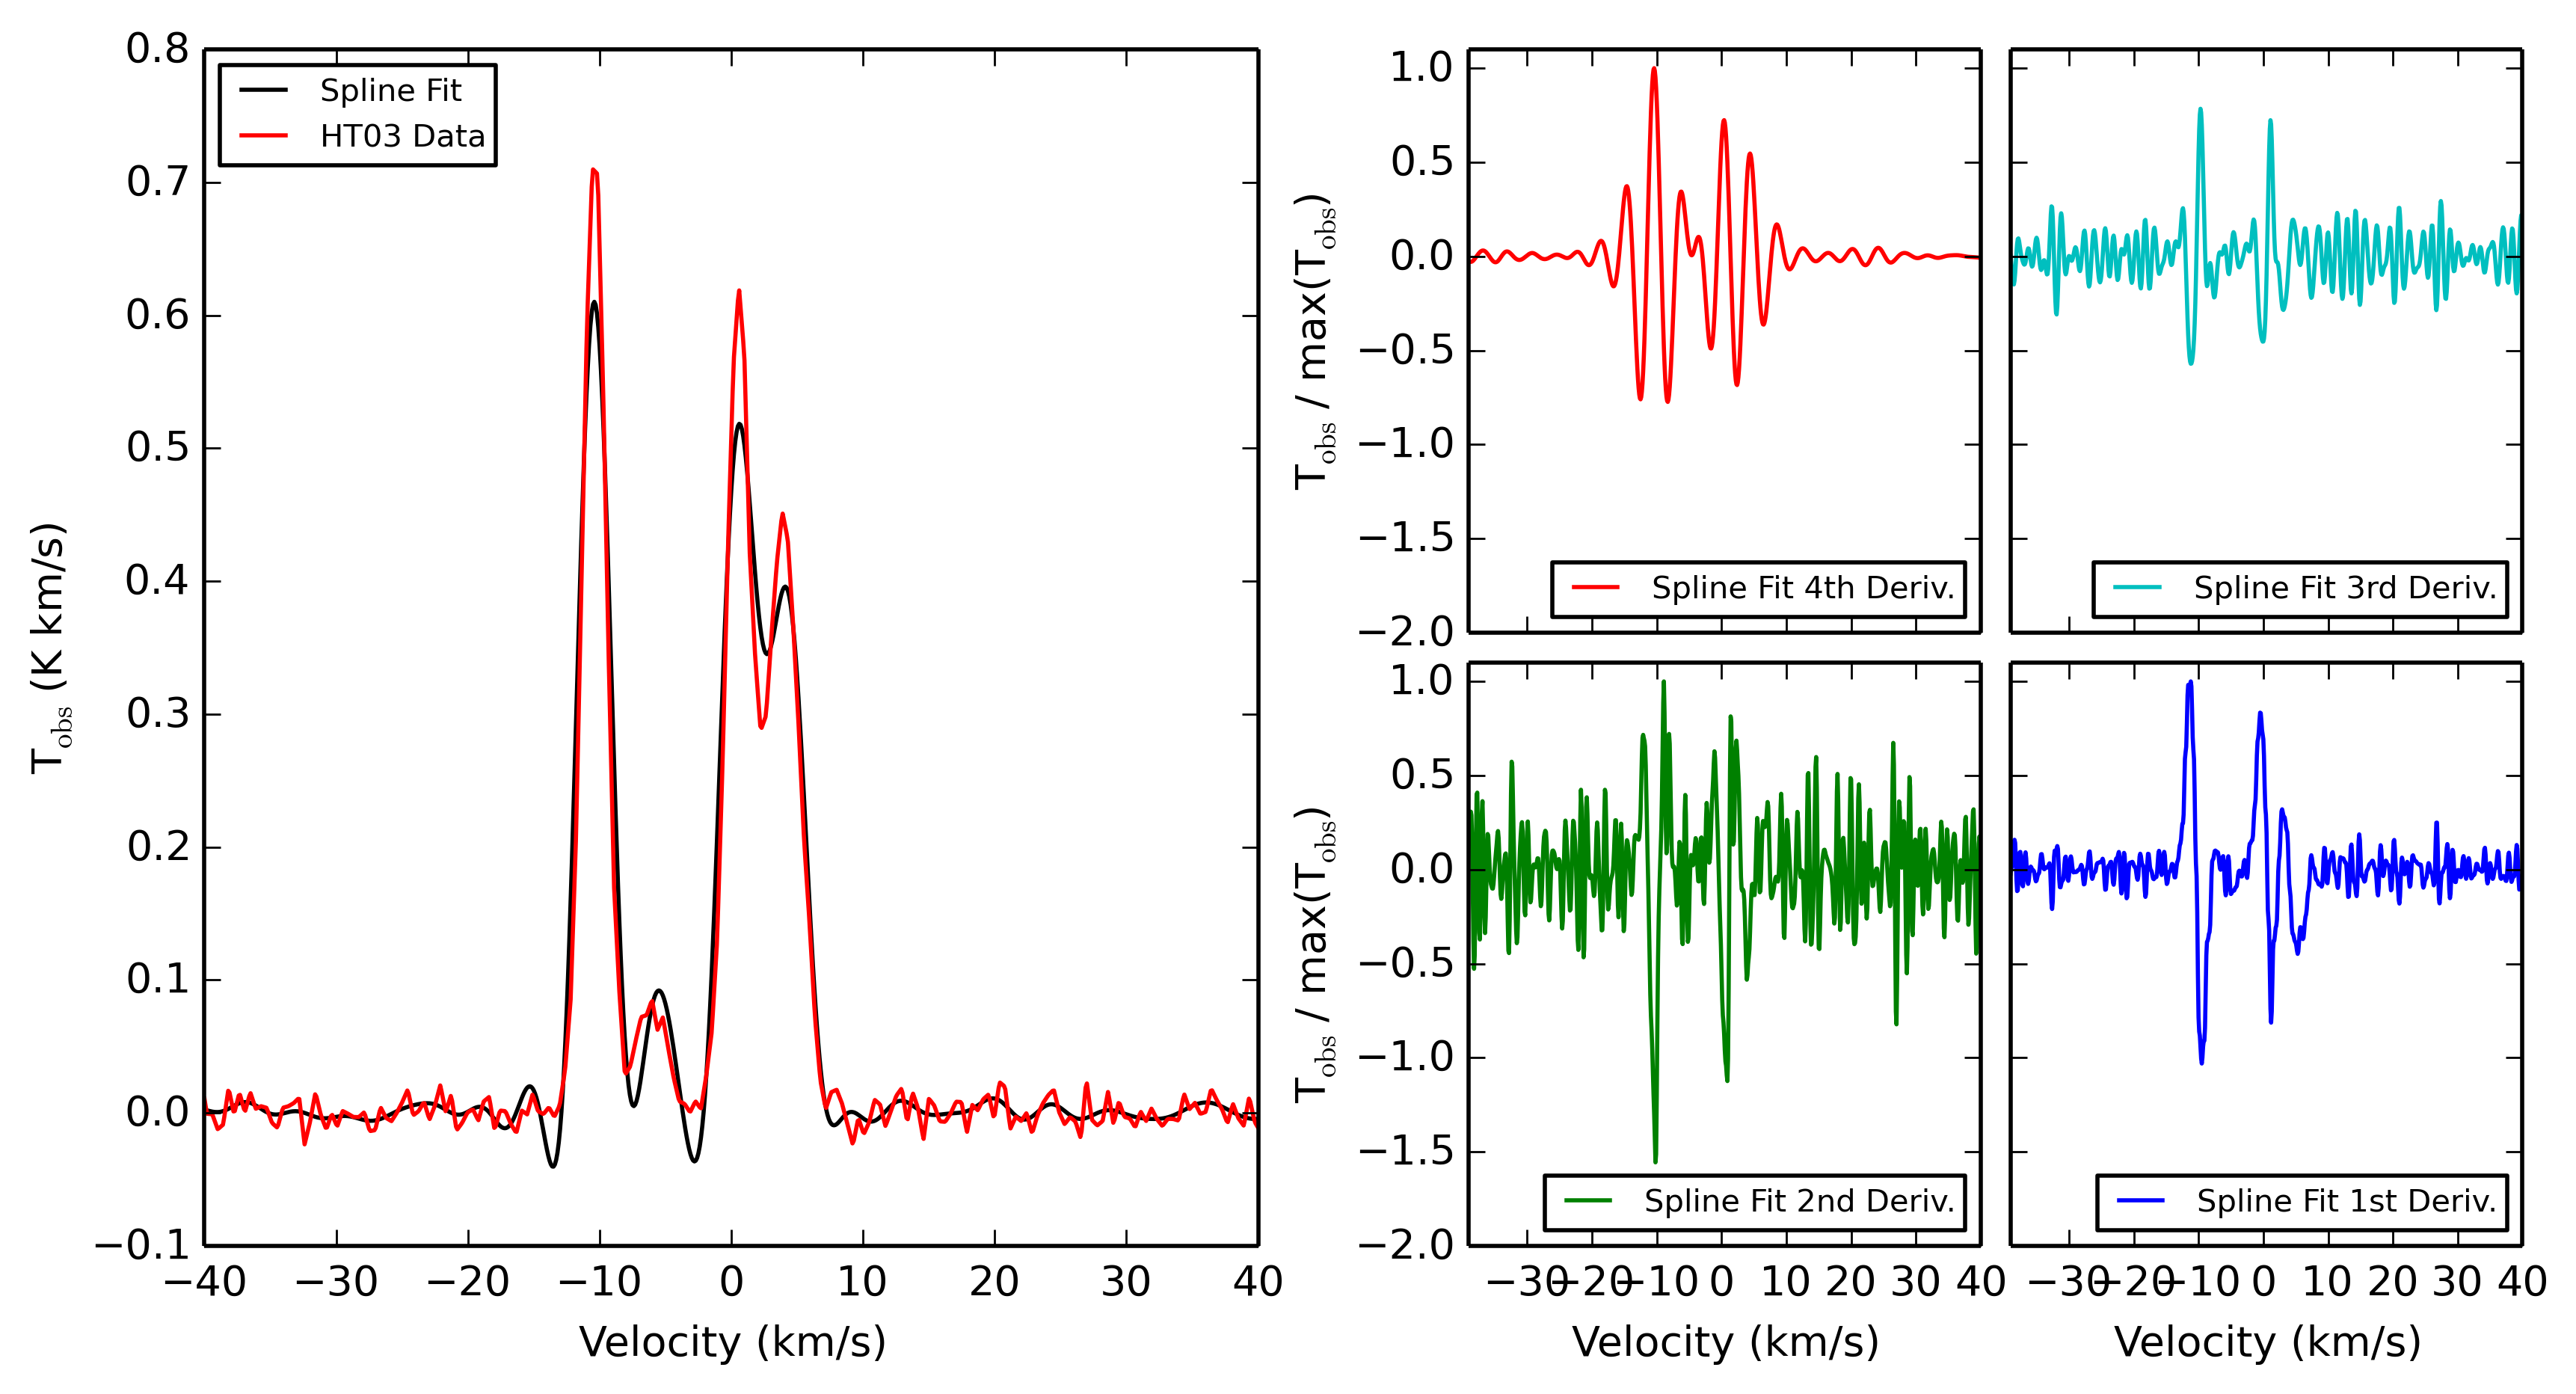 0.8
0.7
0.6
0.5
0.4
0.3
0.2
0.1
0.0
−0.1
T_obs (K km/s)
Spline Fit
HT03 Data
−40 −30 −20 −10 0 10 20 30 40
Velocity (km/s)
1.0
0.5
0.0
−0.5
−1.0
−1.5
−2.0
T_obs / max(T_obs)
Spline Fit 4th Deriv.
Spline Fit 3rd Deriv.
1.0
0.5
0.0
−0.5
−1.0
−1.5
−2.0
T_obs / max(T_obs)
Spline Fit 2nd Deriv.
Spline Fit 1st Deriv.
−30 −20 −10 0 10 20 30 40
−30 −20 −10 0 10 20 30 40
Velocity (km/s)
Velocity (km/s)